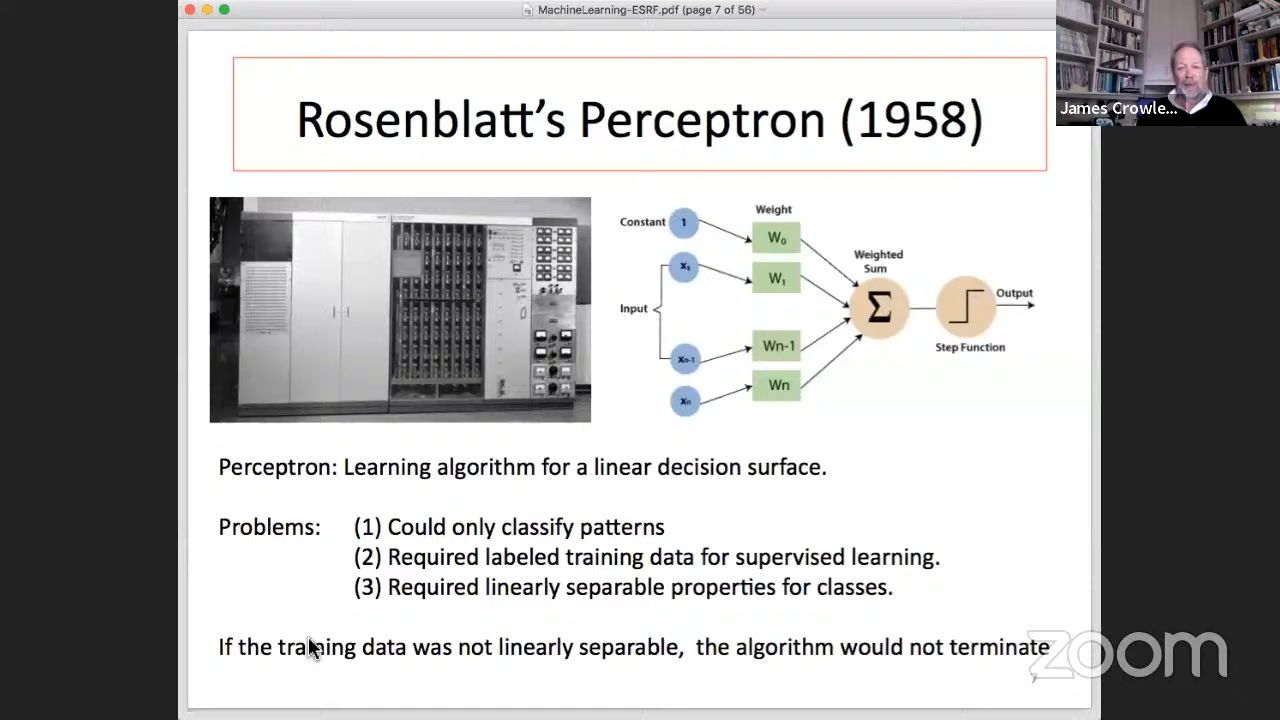 MachineLearning-ESRF.pdf (page 7 of 56)
James Crowle...
Rosenblatt's Perceptron (1958)
Constant
1
Weight
W₀
x₁
W₁
Weighted
Sum
Input
Σ
Output
Step Function
xn-1
Wn-1
xn
Wn
Perceptron: Learning algorithm for a linear decision surface.
Problems: (1) Could only classify patterns
(2) Required labeled training data for supervised learning.
(3) Required linearly separable properties for classes.
If the training data was not linearly separable, the algorithm would not terminate
zoom
7